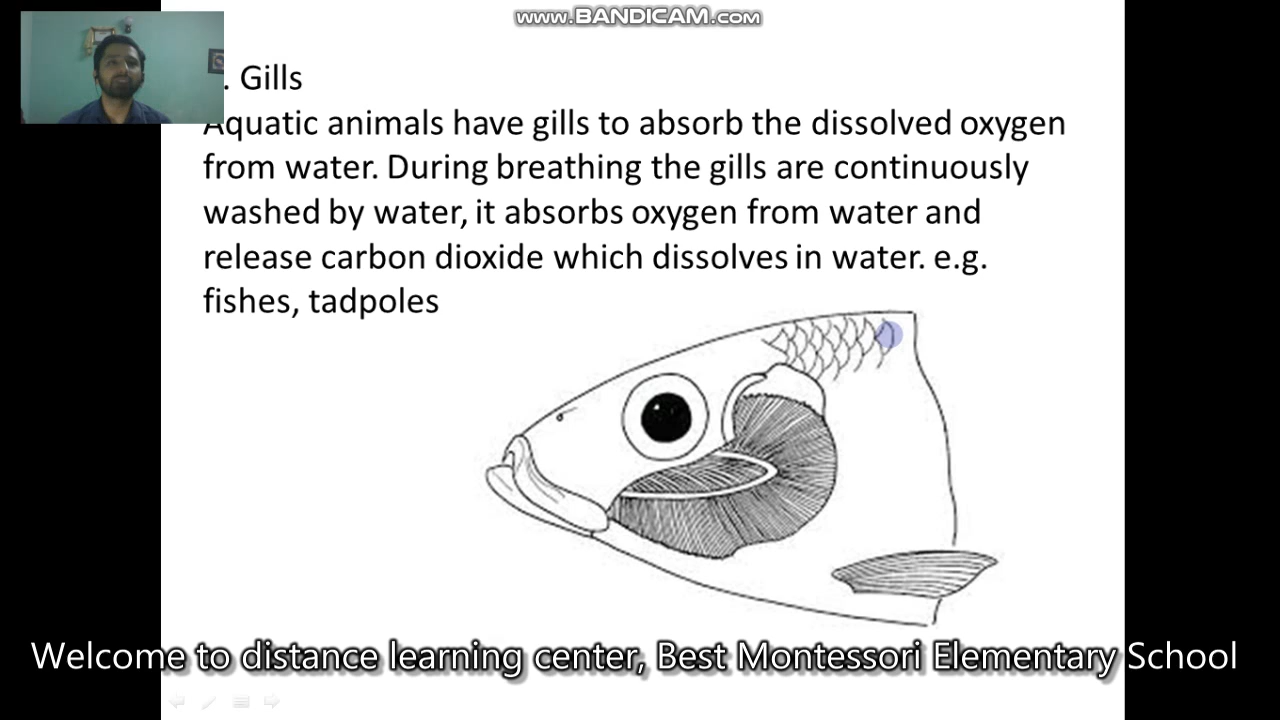 www.BANDICAM.com
. Gills
Aquatic animals have gills to absorb the dissolved oxygen
from water. During breathing the gills are continuously
washed by water, it absorbs oxygen from water and
release carbon dioxide which dissolves in water. e.g.
fishes, tadpoles
Welcome to distance learning center, Best Montessori Elementary School